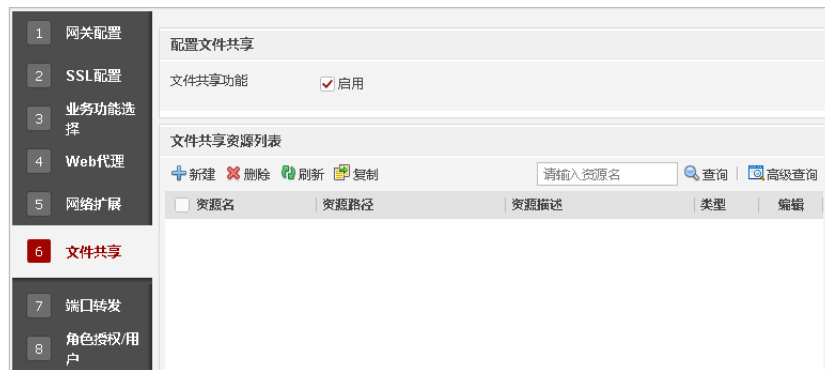 1 网关配置
2 SSL配置
3 业务功能选
择
4 Web代理
5 网络扩展
6 文件共享
7 端口转发
8 角色授权/用
户
配置文件共享
文件共享功能 启用
文件共享资源列表
新建 删除 刷新 复制 请输入资源名 查询 高级查询
资源名 资源路径 资源描述 类型 编辑